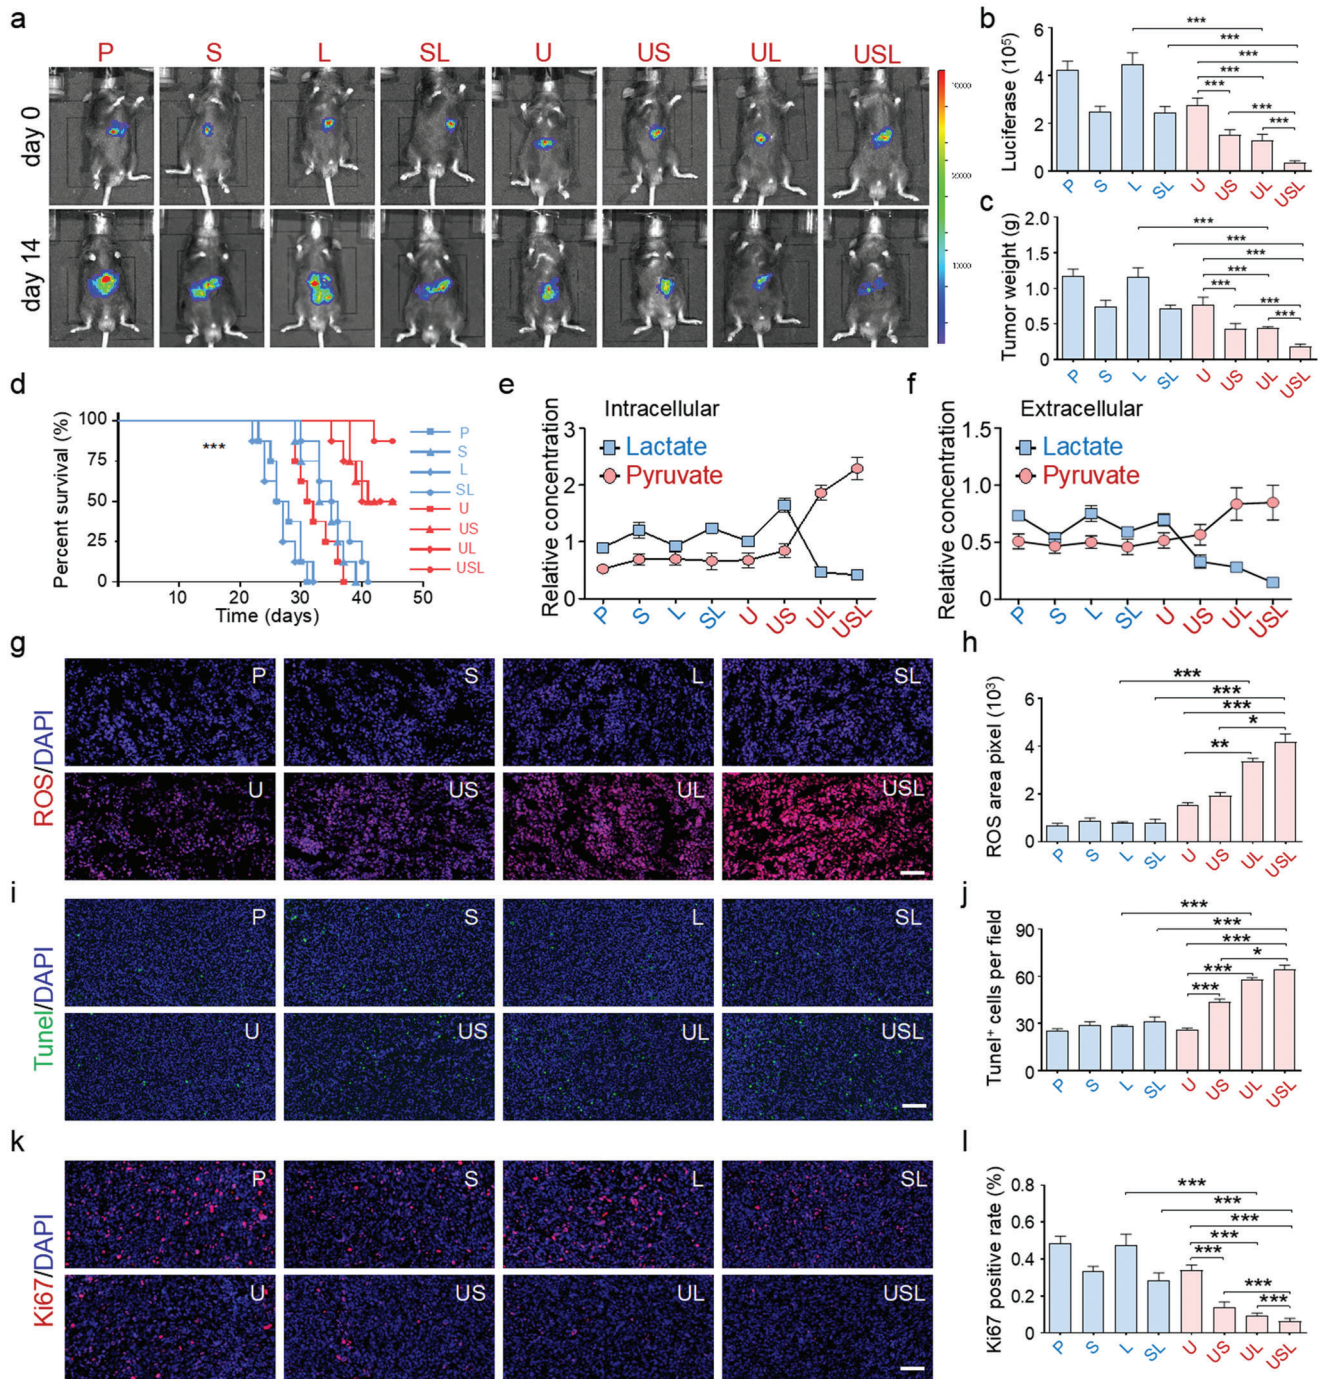 a
P S L SL U US UL USL
day 0
day 14
20000
10000
b
Luciferase (10⁵)
6
4
2
0
***
***
***
***
***
***
***
P S L SL U US UL USL
c
Tumor weight (g)
2.0
1.5
1.0
0.5
0
***
***
***
***
***
***
***
P S L SL U US UL USL
d
Percent survival (%)
100
75
50
25
0
***
10 20 30 40 50
Time (days)
P
S
L
SL
U
US
UL
USL
e
Intracellular
Lactate
Pyruvate
Relative concentration
3
2
1
0
P S L SL U US UL USL
f
Extracellular
Lactate
Pyruvate
Relative concentration
1.5
1.0
0.5
0
P S L SL U US UL USL
g
ROS/DAPI
P S L SL
U US UL USL
h
ROS area pixel (10³)
6
4
2
0
***
***
***
*
**
P S L SL U US UL USL
i
Tunel/DAPI
P S L SL
U US UL USL
j
Tunel⁺ cells per field
90
60
30
0
***
***
***
*
***
***
P S L SL U US UL USL
k
Ki67/DAPI
P S L SL
U US UL USL
l
Ki67 positive rate (%)
0.8
0.6
0.4
0.2
0
***
***
***
***
***
***
***
P S L SL U US UL USL